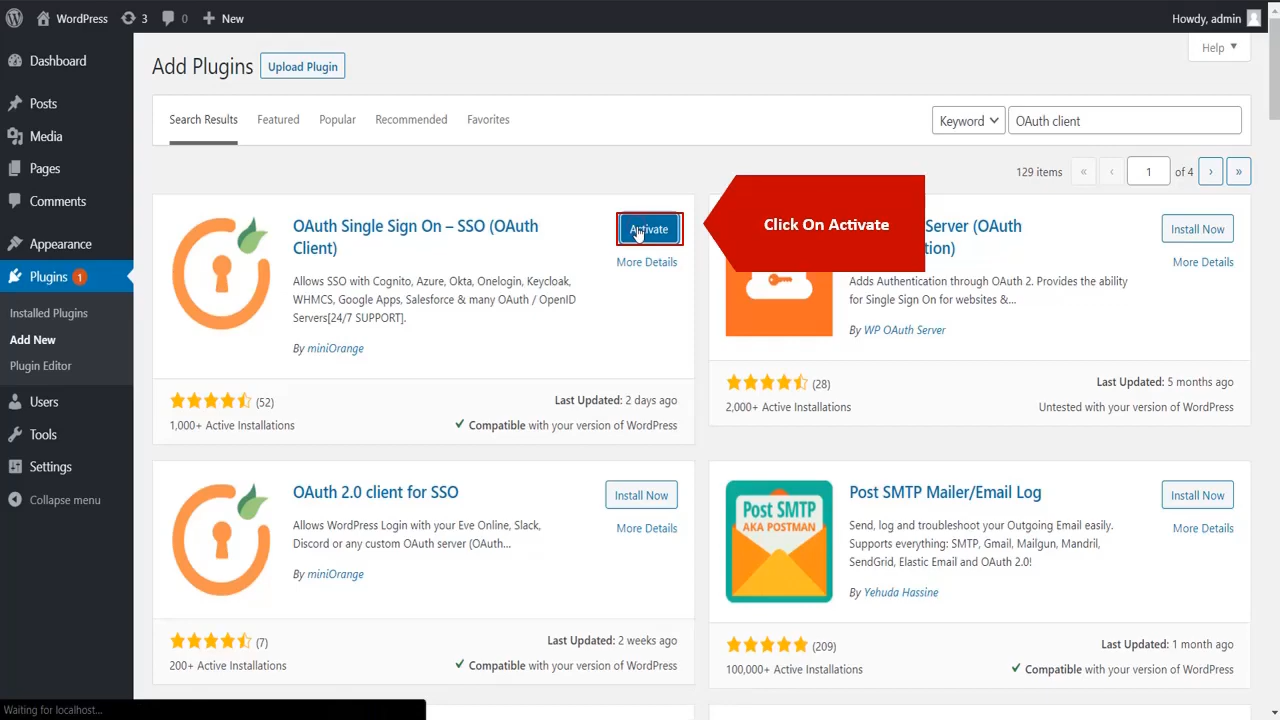 WordPress
3
0
New
Howdy, admin
Dashboard
Posts
Media
Pages
Comments
Appearance
Plugins 1
Installed Plugins
Add New
Plugin Editor
Users
Tools
Settings
Collapse menu
Help
Add Plugins
Upload Plugin
Search Results
Featured
Popular
Recommended
Favorites
Keyword
OAuth client
129 items « ‹ 1 of 4 › »
OAuth Single Sign On – SSO (OAuth
Client)
Activate
More Details
Allows SSO with Cognito, Azure, Okta, Onelogin, Keycloak,
WHMCS, Google Apps, Salesforce & many OAuth / OpenID
Servers[24/7 SUPPORT].
By miniOrange
(52)
1,000+ Active Installations
Last Updated: 2 days ago
Compatible with your version of WordPress
Click On Activate
Server (OAuth
Install Now
More Details
Adds Authentication through OAuth 2. Provides the ability
for Single Sign On for websites &...
By WP OAuth Server
(28)
2,000+ Active Installations
Last Updated: 5 months ago
Untested with your version of WordPress
OAuth 2.0 client for SSO
Install Now
More Details
Allows WordPress Login with your Eve Online, Slack,
Discord or any custom OAuth server (OAuth...
By miniOrange
(7)
200+ Active Installations
Last Updated: 2 weeks ago
Compatible with your version of WordPress
Post SMTP
AKA POSTMAN
Post SMTP Mailer/Email Log
Install Now
More Details
Send, log and troubleshoot your Outgoing Email easily.
Supports everything: SMTP, Gmail, Mailgun, Mandril,
SendGrid, Elastic Email and OAuth 2.0!
By Yehuda Hassine
(209)
100,000+ Active Installations
Last Updated: 1 month ago
Compatible with your version of WordPress
Waiting for localhost...